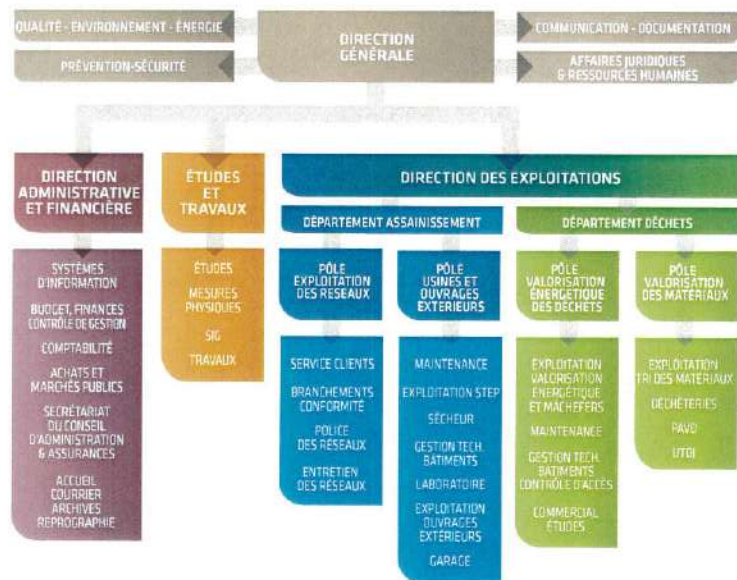 QUALITÉ - ENVIRONNEMENT - ÉNERGIE
PRÉVENTION-SÉCURITÉ
DIRECTION
GÉNÉRALE
COMMUNICATION - DOCUMENTATION
AFFAIRES JURIDIQUES
& RESSOURCES HUMAINES
DIRECTION
ADMINISTRATIVE
ET FINANCIÈRE
SYSTÈMES
D'INFORMATION
BUDGET, FINANCES
CONTRÔLE DE GESTION
COMPTABILITÉ
ACHATS ET
MARCHÉS PUBLICS
SECRÉTARIAT
DU CONSEIL
D'ADMINISTRATION
& ASSURANCES
ACCUEIL
COURRIER
ARCHIVES
REPROGRAPHIE
ÉTUDES
ET
TRAVAUX
ÉTUDES
MESURES
PHYSIQUES
SIG
TRAVAUX
DIRECTION DES EXPLOITATIONS
DÉPARTEMENT ASSAINISSEMENT
PÔLE
EXPLOITATION
DES RÉSEAUX
SERVICE CLIENTS
BRANCHEMENTS
CONFORMITÉ
POLICE
DES RÉSEAUX
ENTRETIEN
DES RÉSEAUX
PÔLE
USINES ET
OUVRAGES
EXTERIEURS
MAINTENANCE
EXPLOITATION STEP
SÉCHEUR
GESTION TECH.
BÂTIMENTS
LABORATOIRE
EXPLOITATION
OUVRAGES
EXTÉRIEURS
GARAGE
DÉPARTEMENT DÉCHETS
PÔLE
VALORISATION
ÉNERGÉTIQUE
DES DÉCHETS
EXPLOITATION
VALORISATION
ÉNERGÉTIQUE
ET MÂCHEFERS
MAINTENANCE
GESTION TECH.
BÂTIMENTS
CONTRÔLE D'ACCÈS
COMMERCIAL
ÉTUDES
PÔLE
VALORISATION
DES MATÉRIAUX
EXPLOITATION
TRI DES MATÉRIAUX
DÉCHÈTERIES
PAVD
UTDI